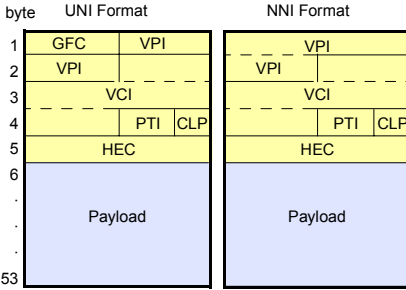 byte UNI Format NNI Format
1 GFC VPI VPI
2 VPI VPI
3 VCI VCI
4 PTI CLP PTI CLP
5 HEC HEC
6
.
Payload Payload
.
.
53